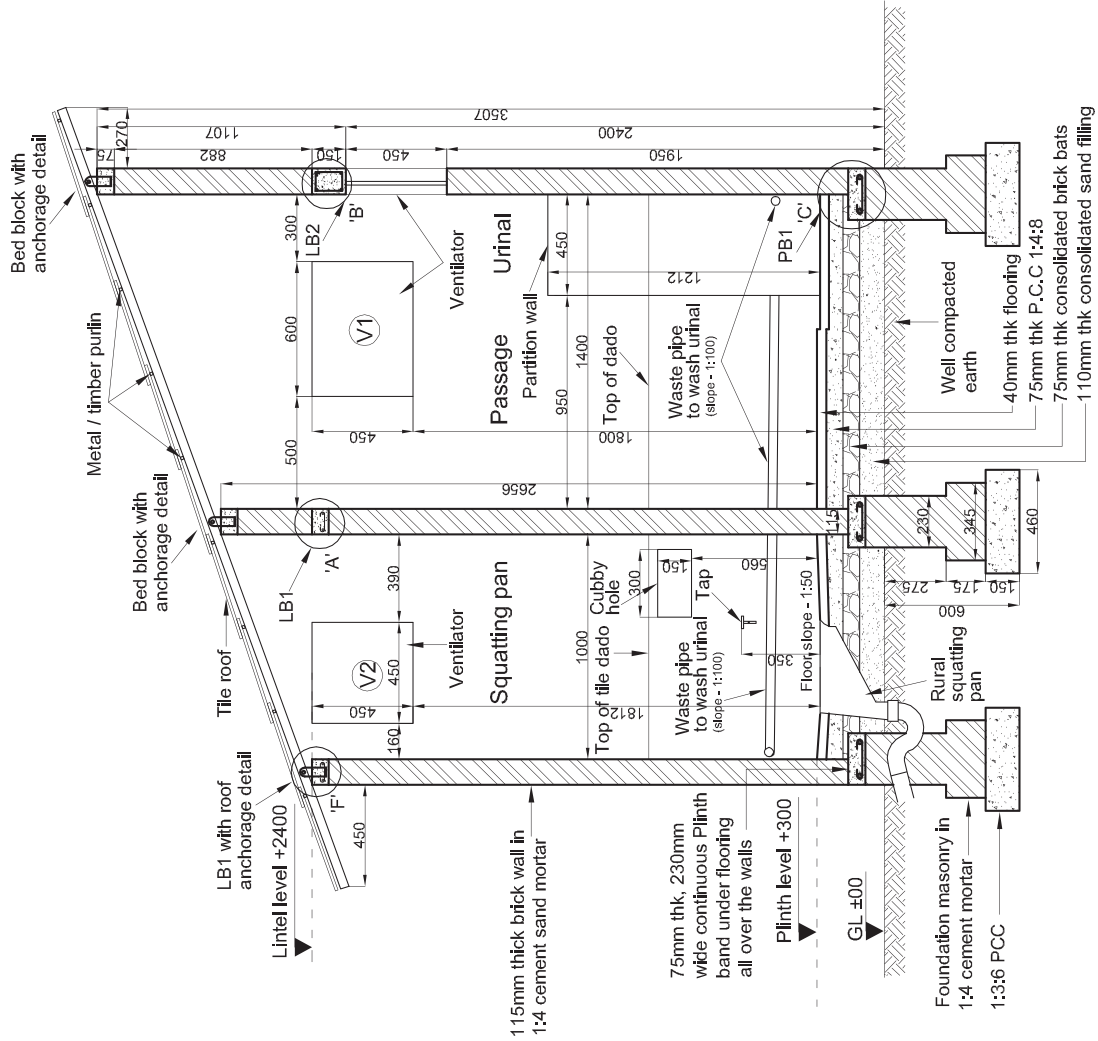 Bed block with
anchorage detail
Metal / timber purlin
Bed block with
anchorage detail
Tile roof
LB1 with roof
anchorage detail
Lintel level +2400
450
'F'
LB1
'A'
LB2
'B'
75
270
882
1107
150
450
3507
2400
1950
300
600
500
V1
450
Ventilator
Passage
Urinal
Partition wall
450
1212
1400
950
Top of dado
1800
Waste pipe
to wash urinal
(slope - 1:100)
PB1
'C'
2656
390
V2
450
450
160
Ventilator
Squatting pan
1000
Top of tile dado
Cubby
hole
300
150
560
Tap
350
1812
Waste pipe
to wash urinal
(slope - 1:100)
Floor slope - 1:50
115
115mm thick brick wall in
1:4 cement sand mortar
75mm thk, 230mm
wide continuous Plinth
band under flooring
all over the walls
Plinth level +300
GL ±00
Foundation masonry in
1:4 cement mortar
1:3:6 PCC
Rural
squatting
pan
275
175
150
600
230
345
460
Well compacted
earth
40mm thk flooring
75mm thk P.C.C 1:4:8
75mm thk consolidated brick bats
110mm thk consolidated sand filling